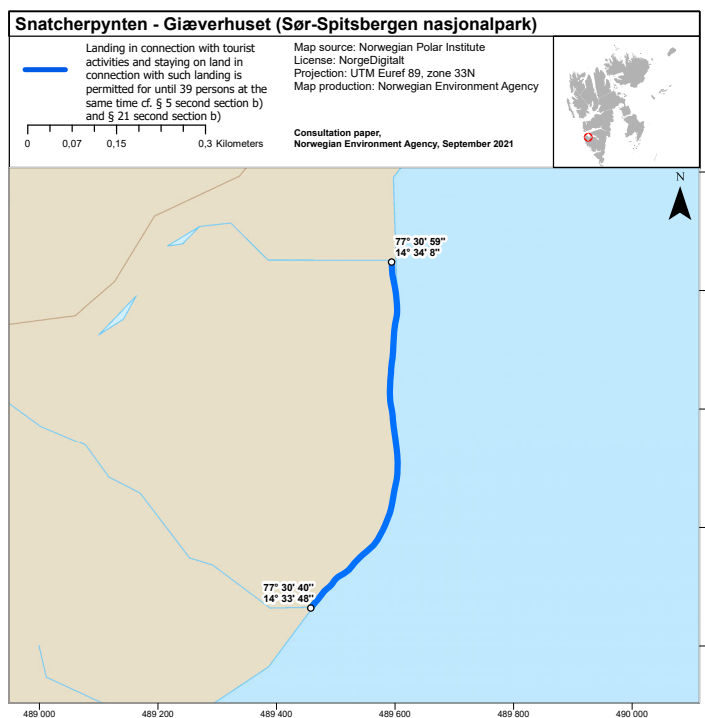 Snatcherpynten - Giæverhuset (Sør-Spitsbergen nasjonalpark)
Landing in connection with tourist
activities and staying on land in
connection with such landing is
permitted for until 39 persons at the
same time cf. § 5 second section b)
and § 21 second section b)
0 0,07 0,15 0,3 Kilometers
Map source: Norwegian Polar Institute
License: NorgeDigitalt
Projection: UTM Euref 89, zone 33N
Map production: Norwegian Environment Agency
Consultation paper,
Norwegian Environment Agency, September 2021
N
77° 30' 59"
14° 34' 8"
77° 30' 40"
14° 33' 48"
489 000 489 200 489 400 489 600 489 800 490 000